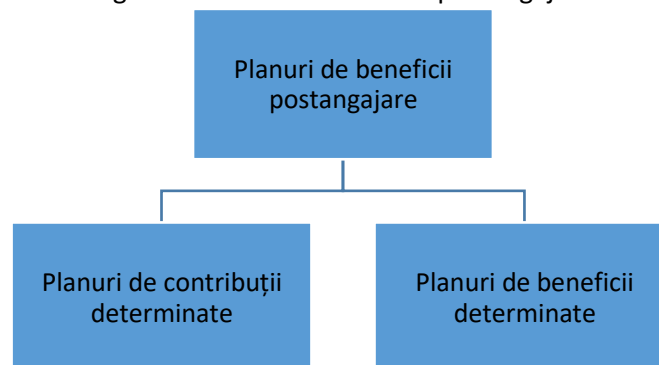 Planuri de beneficii
postangajare
Planuri de contribuții
determinate
Planuri de beneficii
determinate